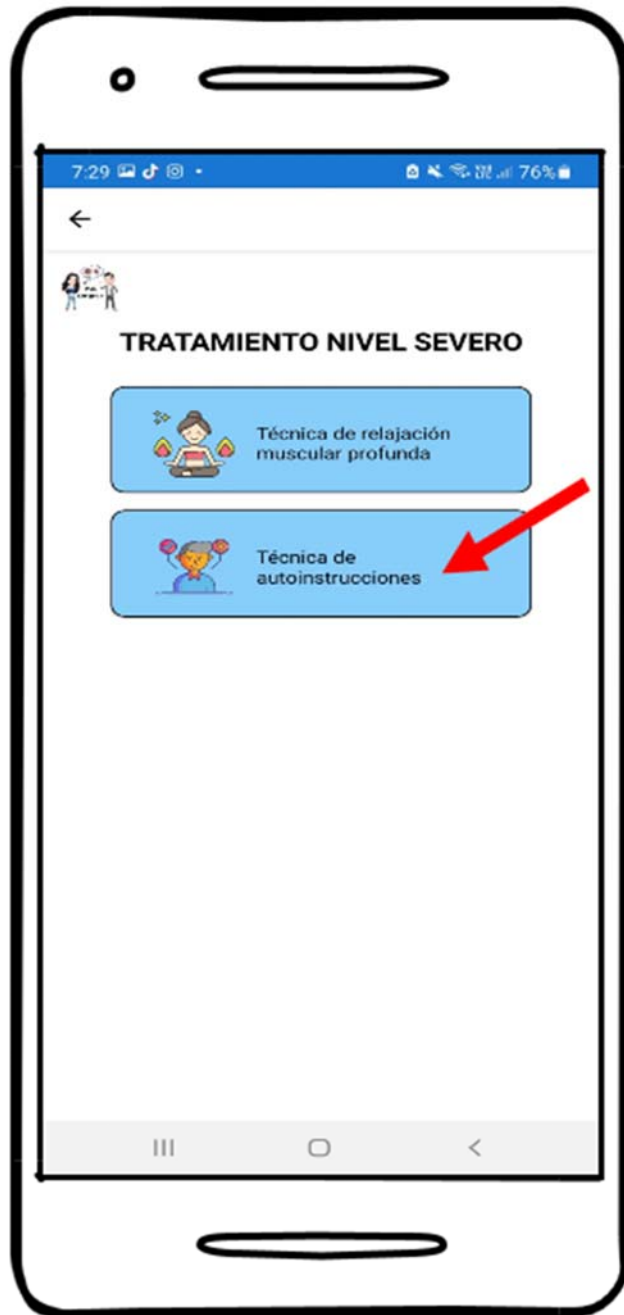 7:29 76%
TRATAMIENTO NIVEL SEVERO
Técnica de relajación
muscular profunda
Técnica de
autoinstrucciones